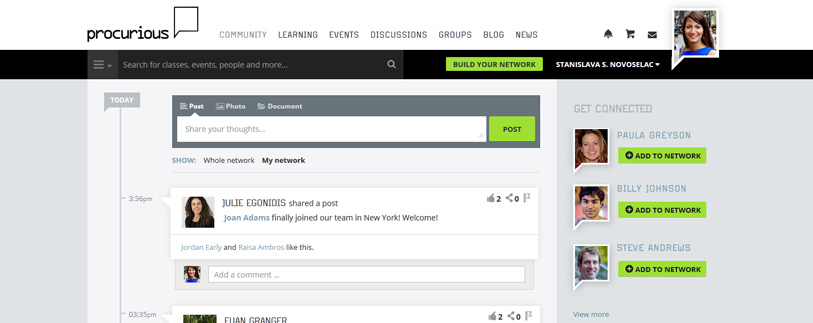 procurious
COMMUNITY LEARNING EVENTS DISCUSSIONS GROUPS BLOG NEWS
Search for classes, events, people and more...
BUILD YOUR NETWORK
STANISLAVA S. NOVOSELAC
TODAY
Post Photo Document
Share your thoughts...
POST
SHOW: Whole network My network
3:36pm
JULIE EGONIDIS shared a post
2 0
Joan Adams finally joined our team in New York! Welcome!
Jordan Early and Raisa Ambros like this.
Add a comment ...
03:35pm
EUAN GRANGER
2 0
GET CONNECTED
PAULA GREYSON
ADD TO NETWORK
BILLY JOHNSON
ADD TO NETWORK
STEVE ANDREWS
ADD TO NETWORK
View more